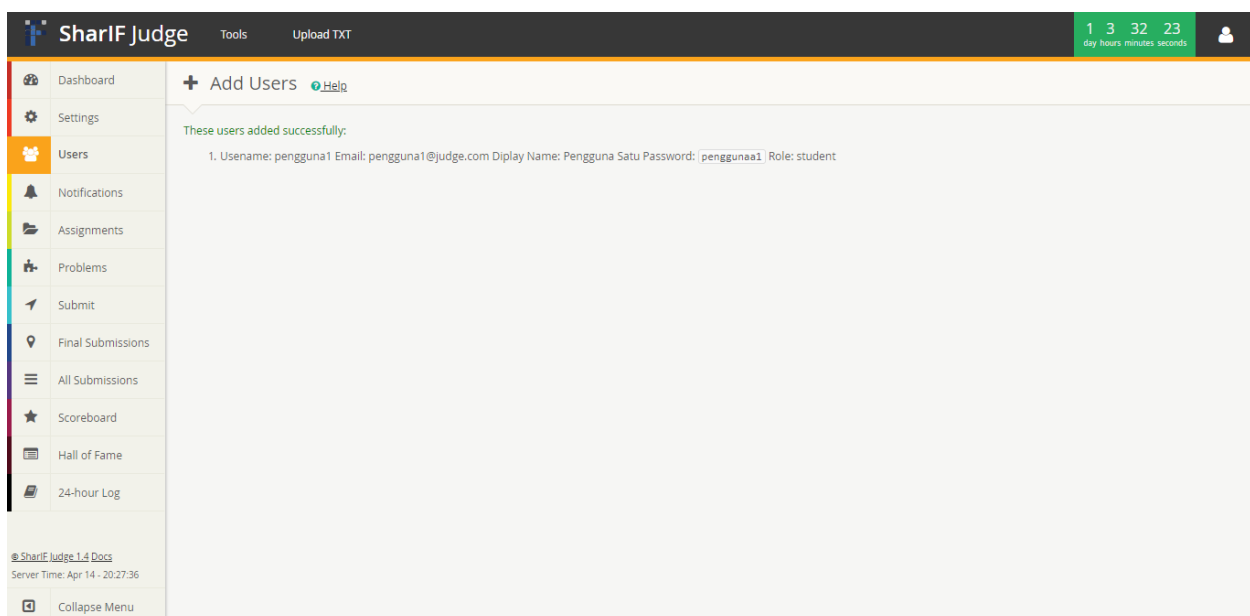 SharIF Judge Tools Upload TXT 1 3 32 23
day hours minutes seconds
Dashboard
Settings
Users
Notifications
Assignments
Problems
Submit
Final Submissions
All Submissions
Scoreboard
Hall of Fame
24-hour Log
© SharIF Judge 1.4 Docs
Server Time: Apr 14 - 20:27:36
Collapse Menu
Add Users Help
These users added successfully:
1. Usename: pengguna1 Email: pengguna1@judge.com Diplay Name: Pengguna Satu Password: penggunaa1 Role: student